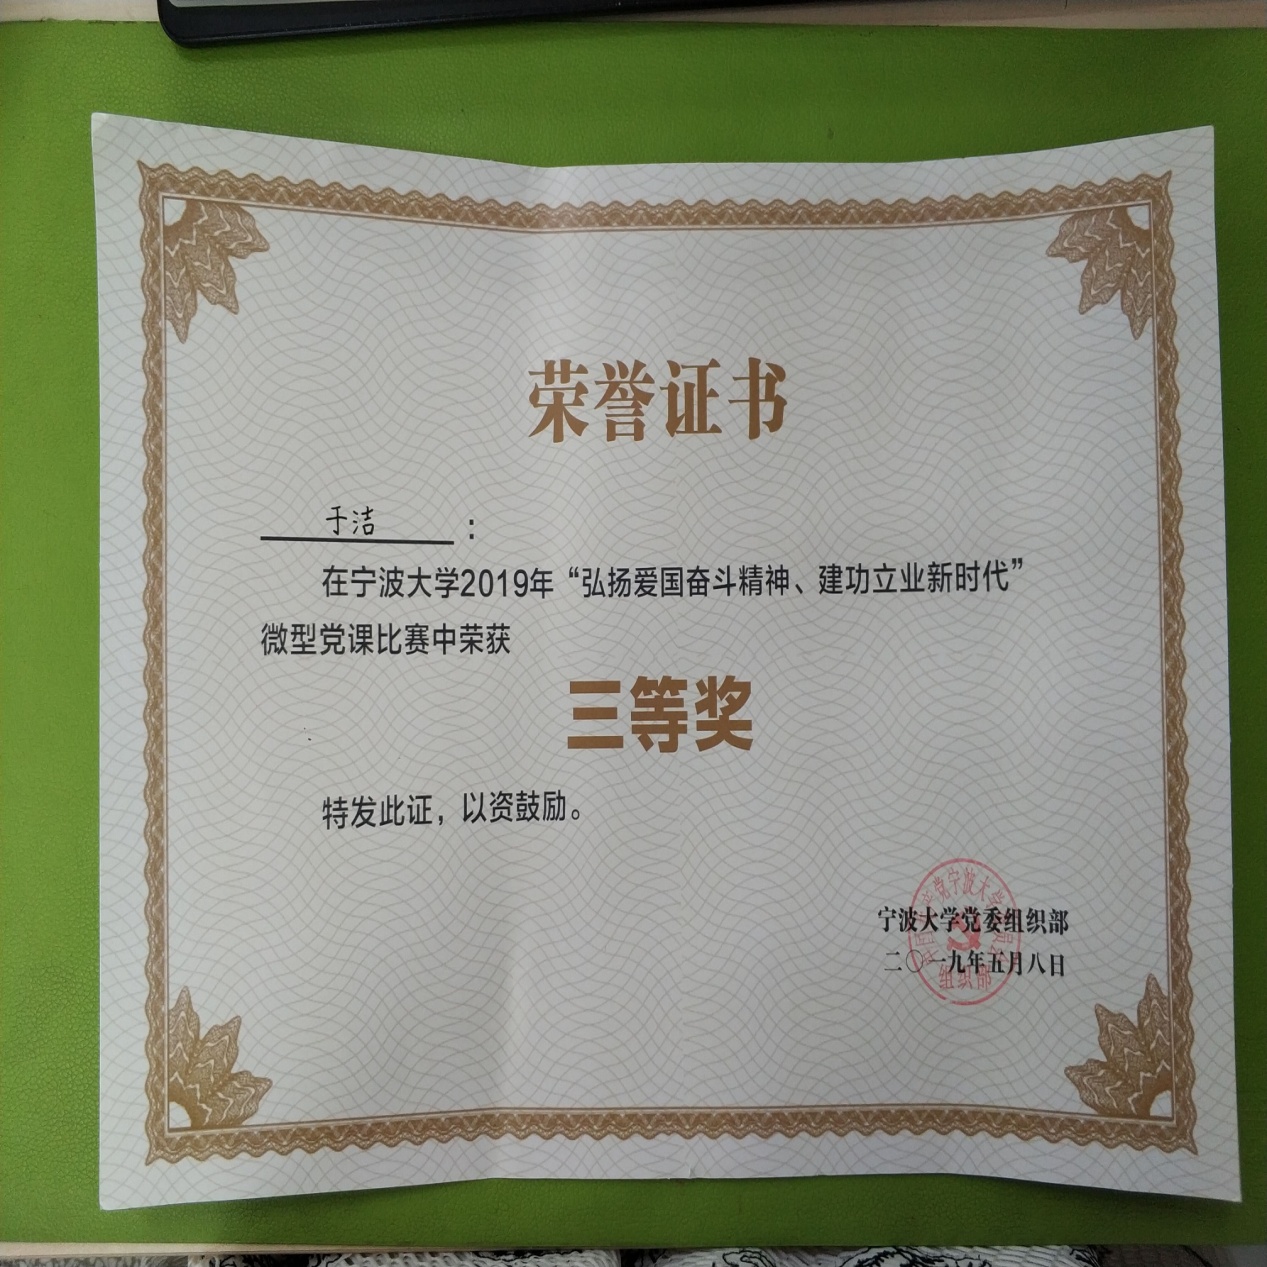 荣誉证书
于洁：
在宁波大学2019年“弘扬爱国奋斗精神、建功立业新时代”
微型党课比赛中荣获
三等奖
特发此证，以资鼓励。
宁波大学党委组织部
二〇一九年五月八日
组织部